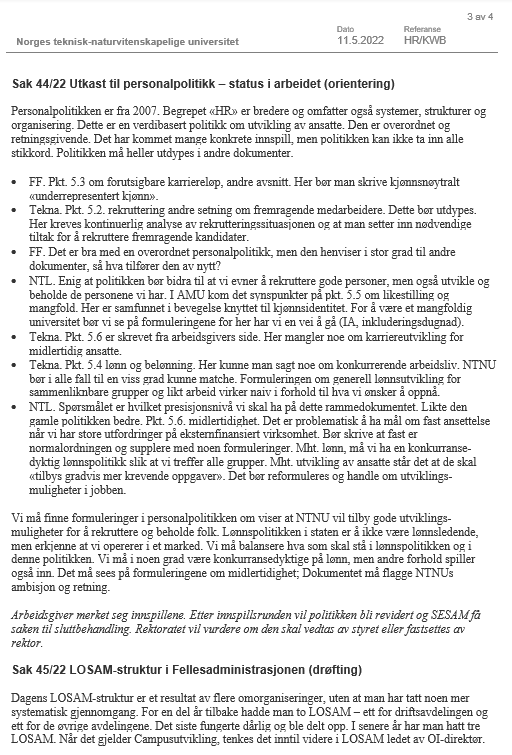 3 av 4
Dato Referanse
Norges teknisk-naturvitenskapelige universitet 11.5.2022 HR/KWB
Sak 44/22 Utkast til personalpolitikk – status i arbeidet (orientering)
Personalpolitikken er fra 2007. Begrepet «HR» er bredere og omfatter også systemer, strukturer og
organisering. Dette er en verdibasert politikk om utvikling av ansatte. Den er overordnet og
retningsgivende. Det har kommet mange konkrete innspill, men politikken kan ikke ta inn alle
stikkord. Politikken må heller utdypes i andre dokumenter.
• FF. Pkt. 5.3 om forutsigbare karriereløp, andre avsnitt. Her bør man skrive kjønnsnøytralt
«underrepresentert kjønn».
• Tekna. Pkt. 5.2. rekruttering andre setning om fremragende medarbeidere. Dette bør utdypes.
Her kreves kontinuerlig analyse av rekrutteringssituasjonen og at man setter inn nødvendige
tiltak for å rekruttere fremragende kandidater.
• FF. Det er bra med en overordnet personalpolitikk, men den henviser i stor grad til andre
dokumenter, så hva tilfører den av nytt?
• NTL. Enig at politikken bør bidra til at vi evner å rekruttere gode personer, men også utvikle og
beholde de personene vi har. I AMU kom det synspunkter på pkt. 5.5 om likestilling og
mangfold. Her er samfunnet i bevegelse knyttet til kjønnsidentitet. For å være et mangfoldig
universitet bør vi se på formuleringene for her har vi en vei å gå (IA, inkluderingsdugnad).
• Tekna. Pkt. 5.6 er skrevet fra arbeidsgivers side. Her mangler noe om karriereutvikling for
midlertidig ansatte.
• Tekna. Pkt. 5.4 lønn og belønning. Her kunne man sagt noe om konkurrerende arbeidsliv. NTNU
bør i alle fall til en viss grad kunne matche. Formuleringen om generell lønnsutvikling for
sammenliknbare grupper og likt arbeid virker naiv i forhold til hva vi ønsker å oppnå.
• NTL. Spørsmålet er hvilket presisjonsnivå vi skal ha på dette rammedokumentet. Likte den
gamle politikken bedre. Pkt. 5.6. midlertidighet. Det er problematisk å ha mål om fast ansettelse
når vi har store utfordringer på eksternfinansiert virksomhet. Bør skrive at fast er
normalordningen og supplere med noen formuleringer. Mht. lønn, må vi ha en konkurranse-
dyktig lønnspolitikk slik at vi treffer alle grupper. Mht. utvikling av ansatte står det at de skal
«tilbys gradvis mer krevende oppgaver». Det bør reformuleres og handle om utviklings-
muligheter i jobben.
Vi må finne formuleringer i personalpolitikken om viser at NTNU vil tilby gode utviklings-
muligheter for å rekruttere og beholde folk. Lønnspolitikken i staten er å ikke være lønnsledende,
men erkjenne at vi opererer i et marked. Vi må balansere hva som skal stå i lønnspolitikken og i
denne politikken. Vi må i noen grad være konkurransedyktige på lønn, men andre forhold spiller
også inn. Det må sees på formuleringene om midlertidighet; Dokumentet må flagge NTNUs
ambisjon og retning.
Arbeidsgiver merket seg innspillene. Etter innspillsrunden vil politikken bli revidert og SESAM få
saken til sluttbehandling. Rektoratet vil vurdere om den skal vedtas av styret eller fastsettes av
rektor.
Sak 45/22 LOSAM-struktur i Fellesadministrasjonen (drøfting)
Dagens LOSAM-struktur er et resultat av flere omorganiseringer, uten at man har tatt noen mer
systematisk gjennomgang. For en del år tilbake hadde man to LOSAM – ett for driftsavdelingen og
ett for de øvrige avdelingene. Det siste fungerte dårlig og ble delt opp. I senere år har man hatt tre
LOSAM. Når det gjelder Campusutvikling, tenkes det inntil videre i LOSAM ledet av OI-direktør.